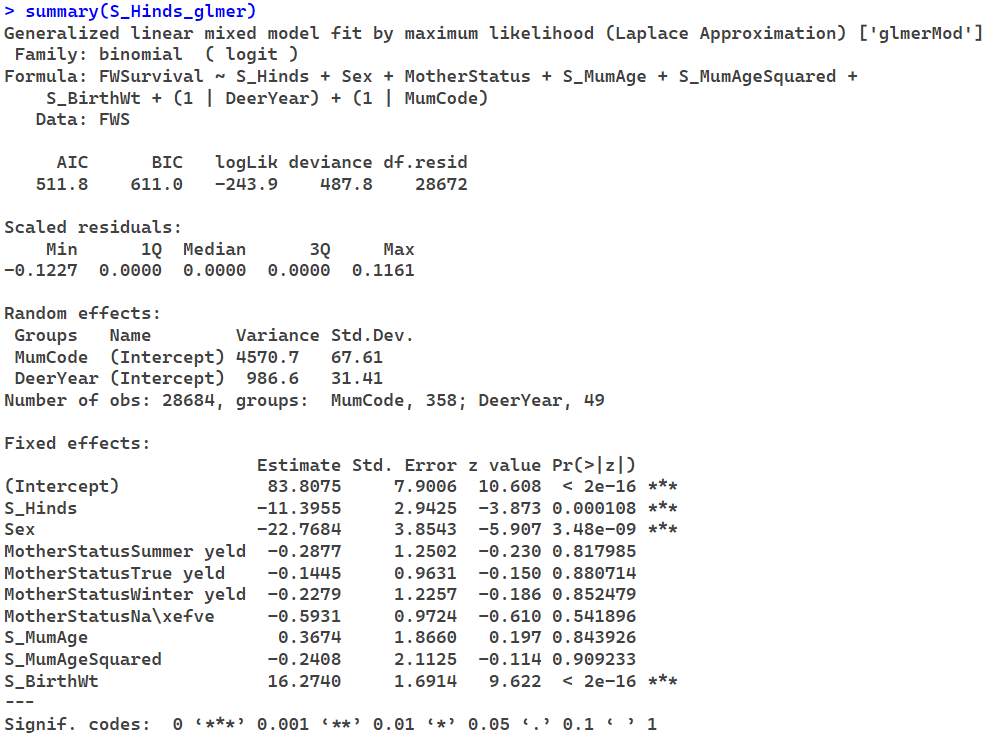 > summary(S_Hinds_glmer)
Generalized linear mixed model fit by maximum likelihood (Laplace Approximation) ['glmerMod']
 Family: binomial  ( logit )
Formula: FWSurvival ~ S_Hinds + Sex + MotherStatus + S_MumAge + S_MumAgeSquared +
    S_BirthWt + (1 | DeerYear) + (1 | MumCode)
   Data: FWS

     AIC      BIC   logLik deviance df.resid
   511.8    611.0   -243.9    487.8    28672

Scaled residuals:
    Min      1Q  Median      3Q     Max
-0.1227  0.0000  0.0000  0.0000  0.1161

Random effects:
 Groups   Name        Variance Std.Dev.
 MumCode  (Intercept) 4570.7   67.61
 DeerYear (Intercept)  986.6   31.41
Number of obs: 28684, groups:  MumCode, 358; DeerYear, 49

Fixed effects:
                        Estimate Std. Error z value Pr(>|z|)
(Intercept)              83.8075     7.9006  10.608  < 2e-16 ***
S_Hinds                 -11.3955     2.9425  -3.873 0.000108 ***
Sex                     -22.7684     3.8543  -5.907 3.48e-09 ***
MotherStatusSummer yeld  -0.2877     1.2502  -0.230 0.817985
MotherStatusTrue yeld    -0.1445     0.9631  -0.150 0.880714
MotherStatusWinter yeld  -0.2279     1.2257  -0.186 0.852479
MotherStatusNa\xefve     -0.5931     0.9724  -0.610 0.541896
S_MumAge                  0.3674     1.8660   0.197 0.843926
S_MumAgeSquared          -0.2408     2.1125  -0.114 0.909233
S_BirthWt                16.2740     1.6914   9.622  < 2e-16 ***
---
Signif. codes:  0 ‘***’ 0.001 ‘**’ 0.01 ‘*’ 0.05 ‘.’ 0.1 ‘ ’ 1